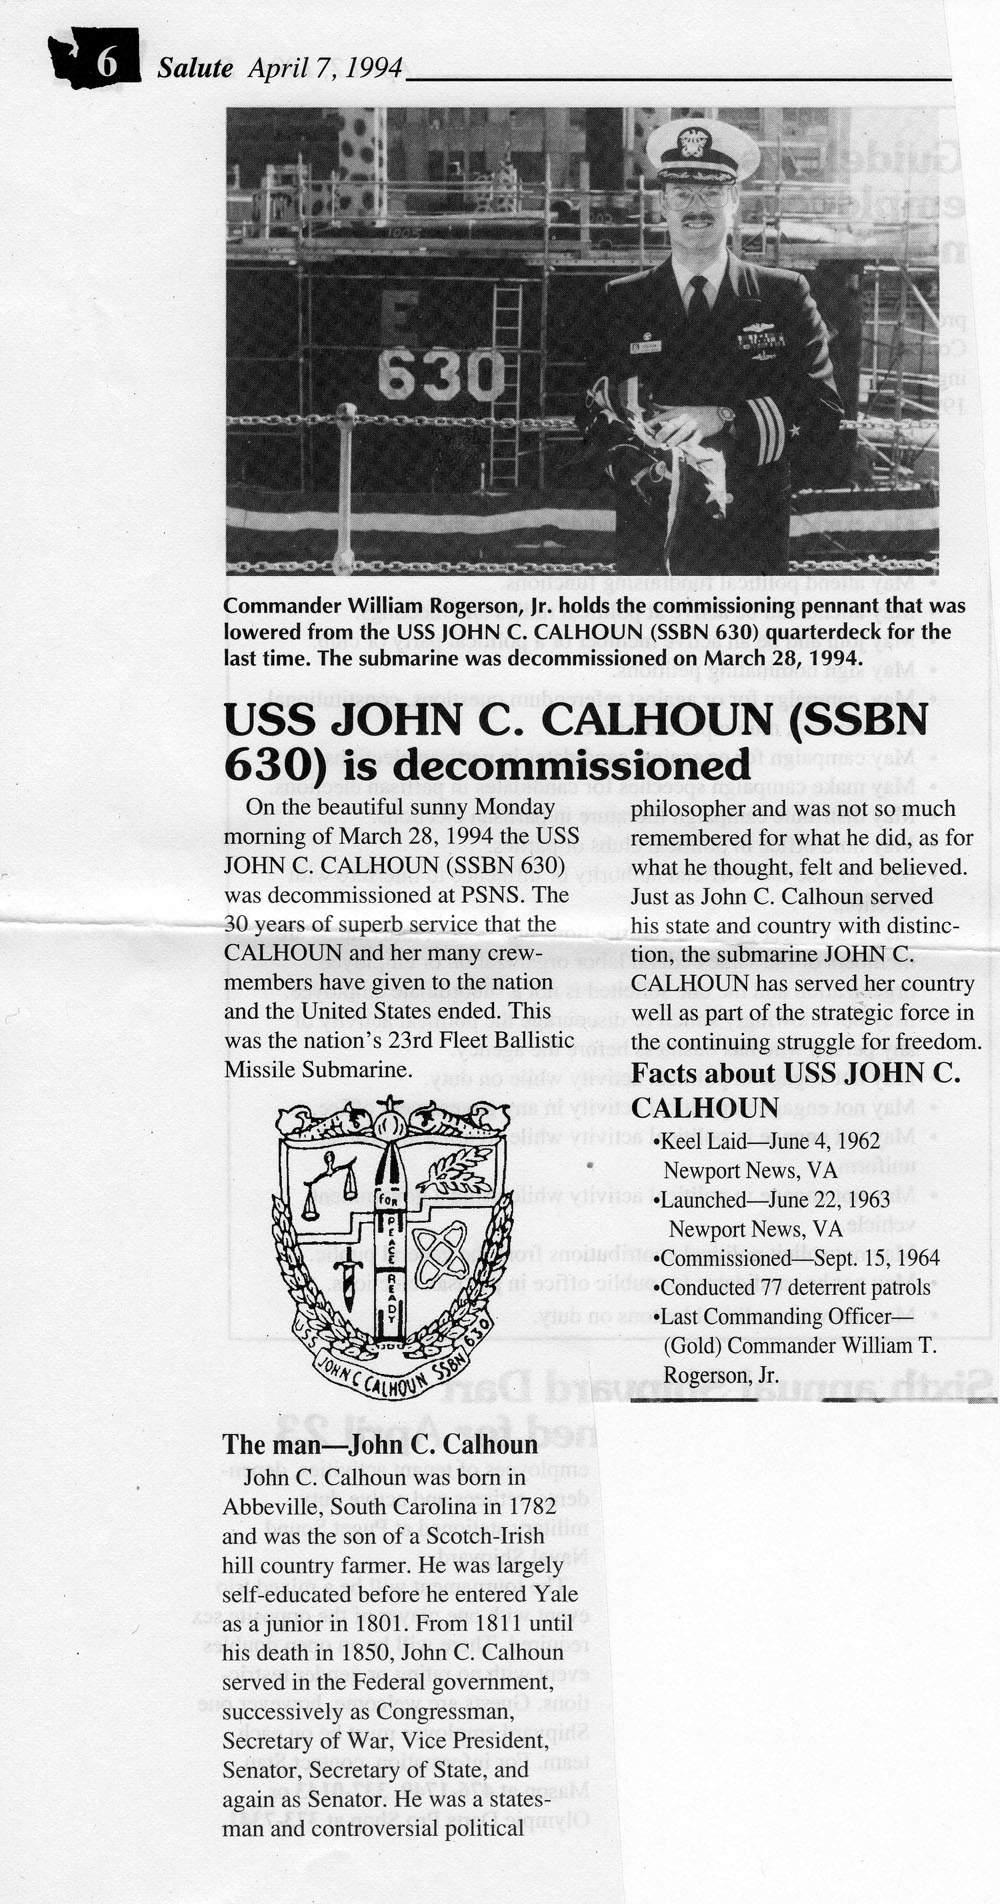 6 Salute April 7, 1994
E
630
Commander William Rogerson, Jr. holds the commissioning pennant that was
lowered from the USS JOHN C. CALHOUN (SSBN 630) quarterdeck for the
last time. The submarine was decommissioned on March 28, 1994.
USS JOHN C. CALHOUN (SSBN
630) is decommissioned
On the beautiful sunny Monday
morning of March 28, 1994 the USS
JOHN C. CALHOUN (SSBN 630)
was decommissioned at PSNS. The
30 years of superb service that the
CALHOUN and her many crew-
members have given to the nation
and the United States ended. This
was the nation's 23rd Fleet Ballistic
Missile Submarine.
FOR
PEACE
READY
USS JOHN C CALHOUN SSBN 630
The man—John C. Calhoun
John C. Calhoun was born in
Abbeville, South Carolina in 1782
and was the son of a Scotch-Irish
hill country farmer. He was largely
self-educated before he entered Yale
as a junior in 1801. From 1811 until
his death in 1850, John C. Calhoun
served in the Federal government,
successively as Congressman,
Secretary of War, Vice President,
Senator, Secretary of State, and
again as Senator. He was a states-
man and controversial political
philosopher and was not so much
remembered for what he did, as for
what he thought, felt and believed.
Just as John C. Calhoun served
his state and country with distinc-
tion, the submarine JOHN C.
CALHOUN has served her country
well as part of the strategic force in
the continuing struggle for freedom.
Facts about USS JOHN C.
CALHOUN
•Keel Laid—June 4, 1962
Newport News, VA
•Launched—June 22, 1963
Newport News, VA
•Commissioned—Sept. 15, 1964
•Conducted 77 deterrent patrols
•Last Commanding Officer—
(Gold) Commander William T.
Rogerson, Jr.